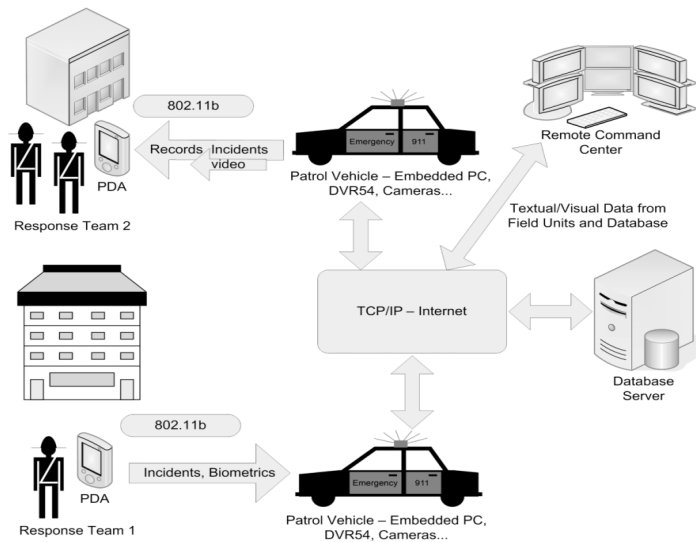 802.11b
Records Incidents
video
PDA
Response Team 2
Emergency 911
Patrol Vehicle – Embedded PC,
DVR54, Cameras...
Remote Command
Center
Textual/Visual Data from
Field Units and Database
TCP/IP – Internet
Database
Server
802.11b
Incidents, Biometrics
PDA
Response Team 1
Emergency 911
Patrol Vehicle – Embedded PC,
DVR54, Cameras...